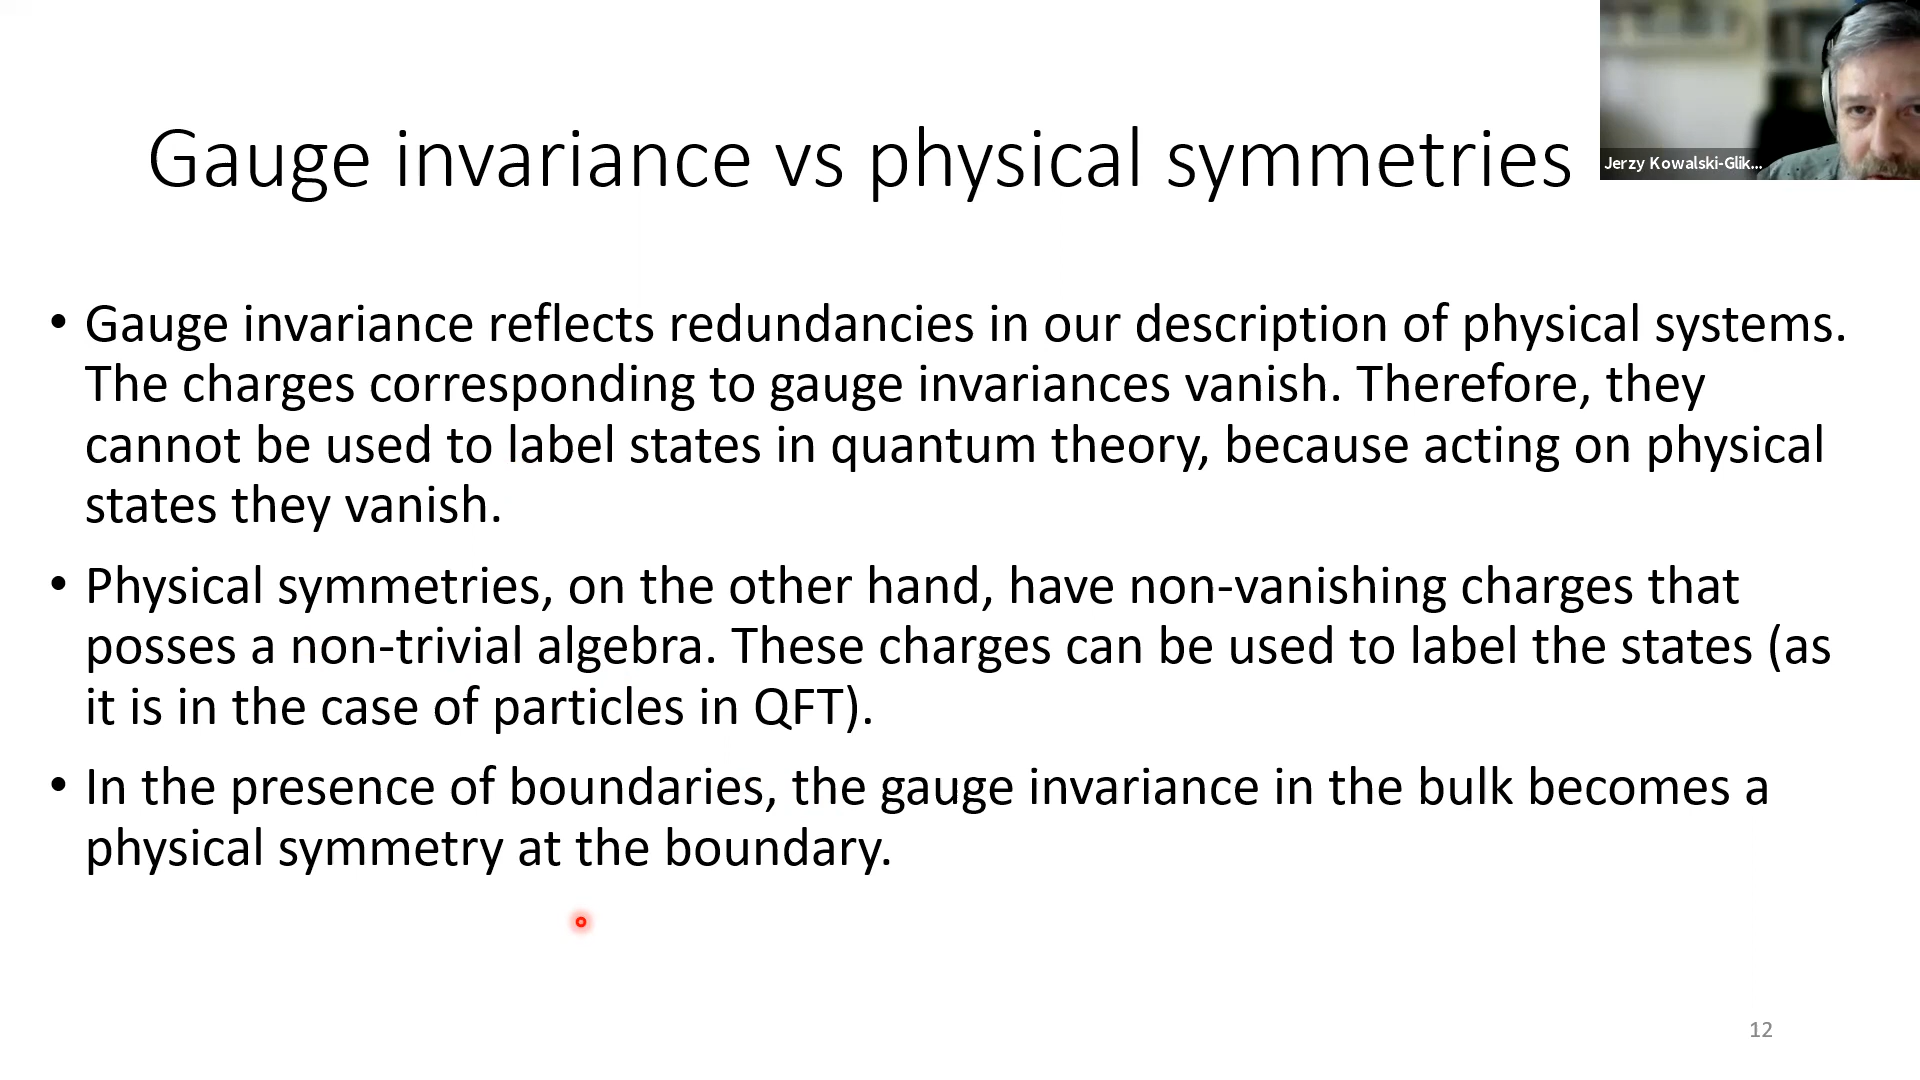 Gauge invariance vs physical symmetries
Jerzy Kowalski-Glik...
• Gauge invariance reflects redundancies in our description of physical systems.
The charges corresponding to gauge invariances vanish. Therefore, they
cannot be used to label states in quantum theory, because acting on physical
states they vanish.
• Physical symmetries, on the other hand, have non-vanishing charges that
posses a non-trivial algebra. These charges can be used to label the states (as
it is in the case of particles in QFT).
• In the presence of boundaries, the gauge invariance in the bulk becomes a
physical symmetry at the boundary.
12